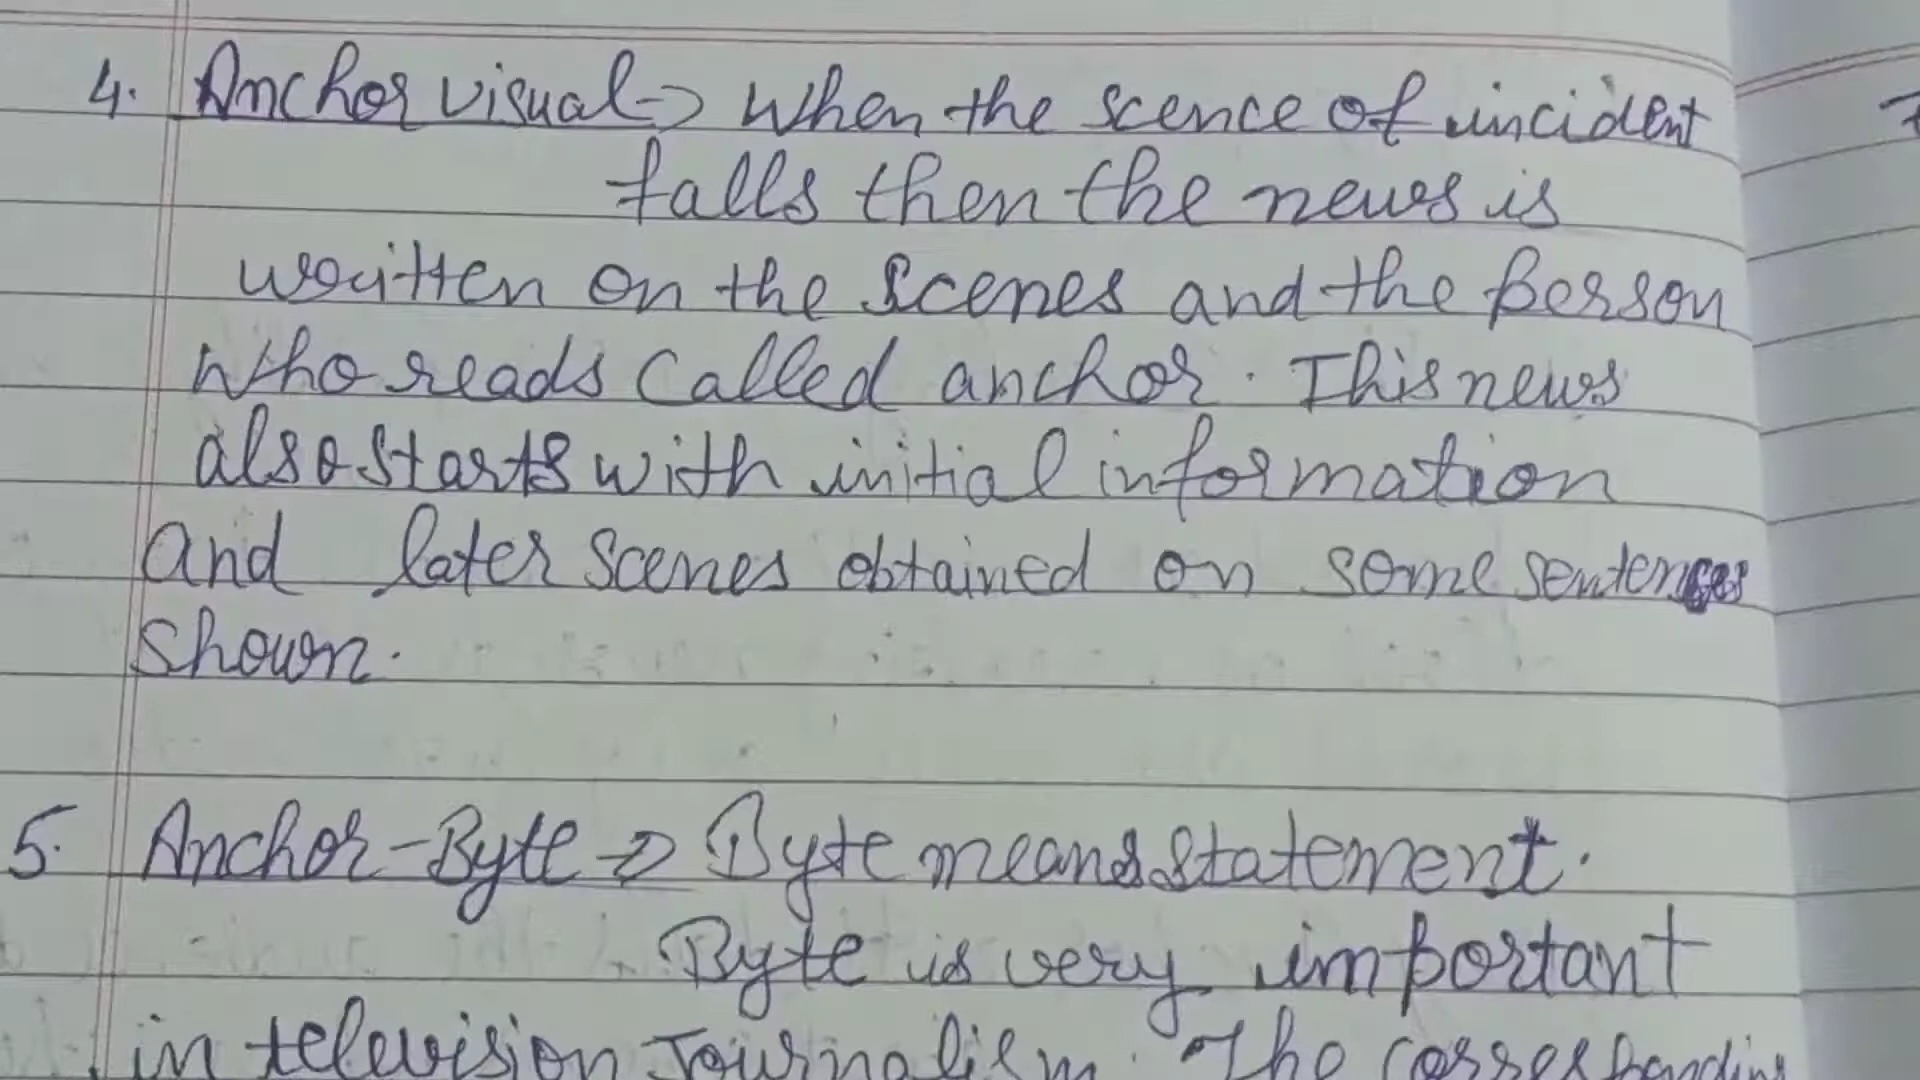 4. Anchor visual → When the scence of incident
falls then the news is
written on the scenes and the person
who reads called anchor. This news
also starts with initial information
and later scenes obtained on some sentences
shown.
5. Anchor-Byte → Byte means statement.
Byte is very important
in television Journalism. The